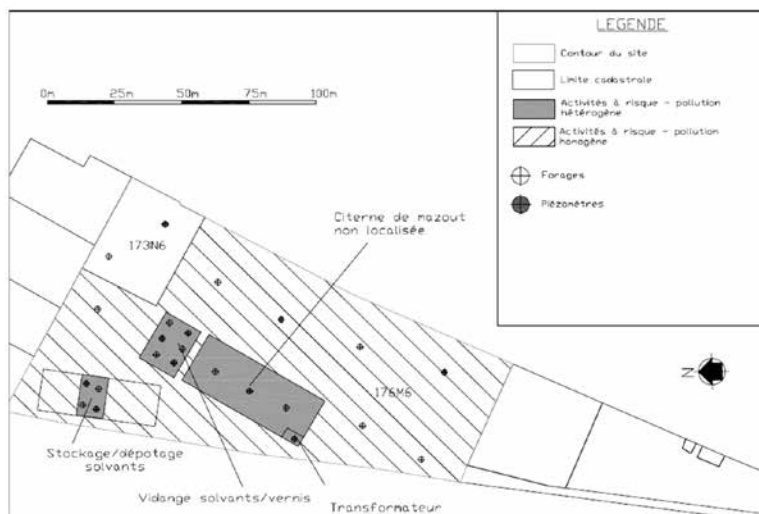 LEGENDE
Contour du site
Limite cadastrale
Activités à risque - pollution
hétérogène
Activités à risque - pollution
homogène
Forages
Piézomètres
0m 25m 50m 75m 100m
Citerne de mazout
non localisée
173N6
176M6
N
Stockage/dépotage
solvants
Vidange solvants/vernis
Transformateur